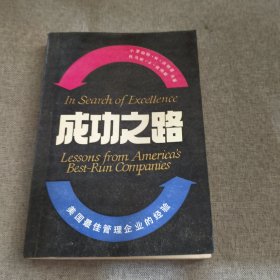 In Search of Excellence
成功之路
Lessons from America's
Best-Run Companies
美国最佳管理企业的经验